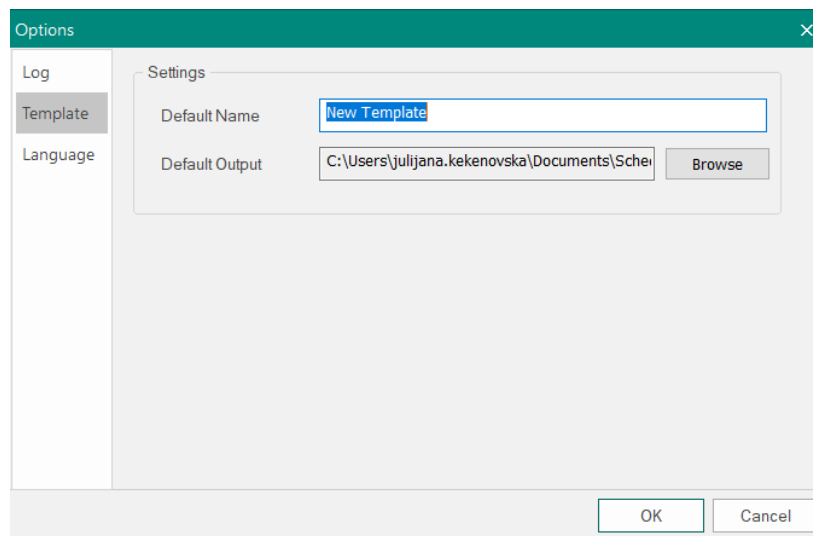 Options
Log
Template
Language
Settings
Default Name
New Template
Default Output
C:\Users\julijana.kekenovska\Documents\Sche
Browse
OK
Cancel